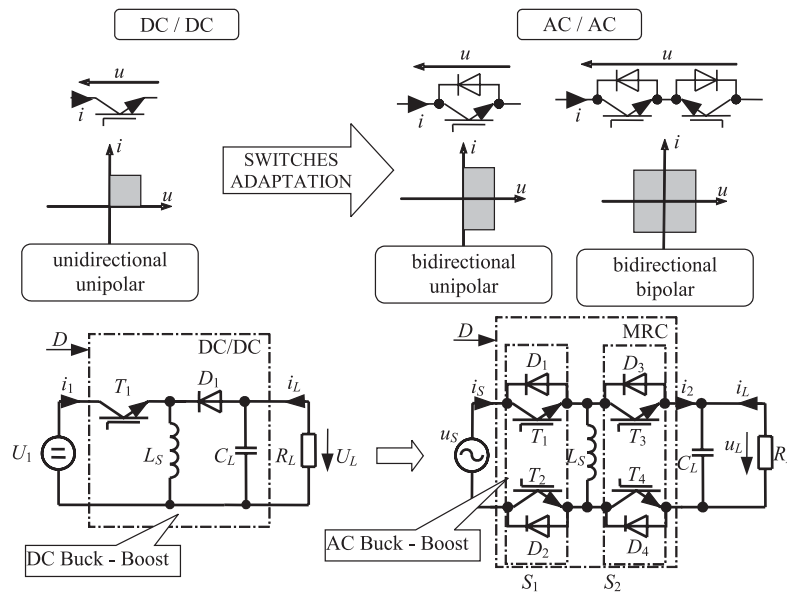 DC / DC
AC / AC
u
u
u
i
i
i
i
i
i
SWITCHES
ADAPTATION
u
u
u
unidirectional
unipolar
bidirectional
unipolar
bidirectional
bipolar
D
DC/DC
i1
T1
D1
iL
U1
LS
CL
RL
UL
DC Buck - Boost
D
MRC
D1
D3
iS
i2
iL
T1
T3
uS
LS
T2
T4
CL
uL
AC Buck - Boost
D2
D4
S1
S2